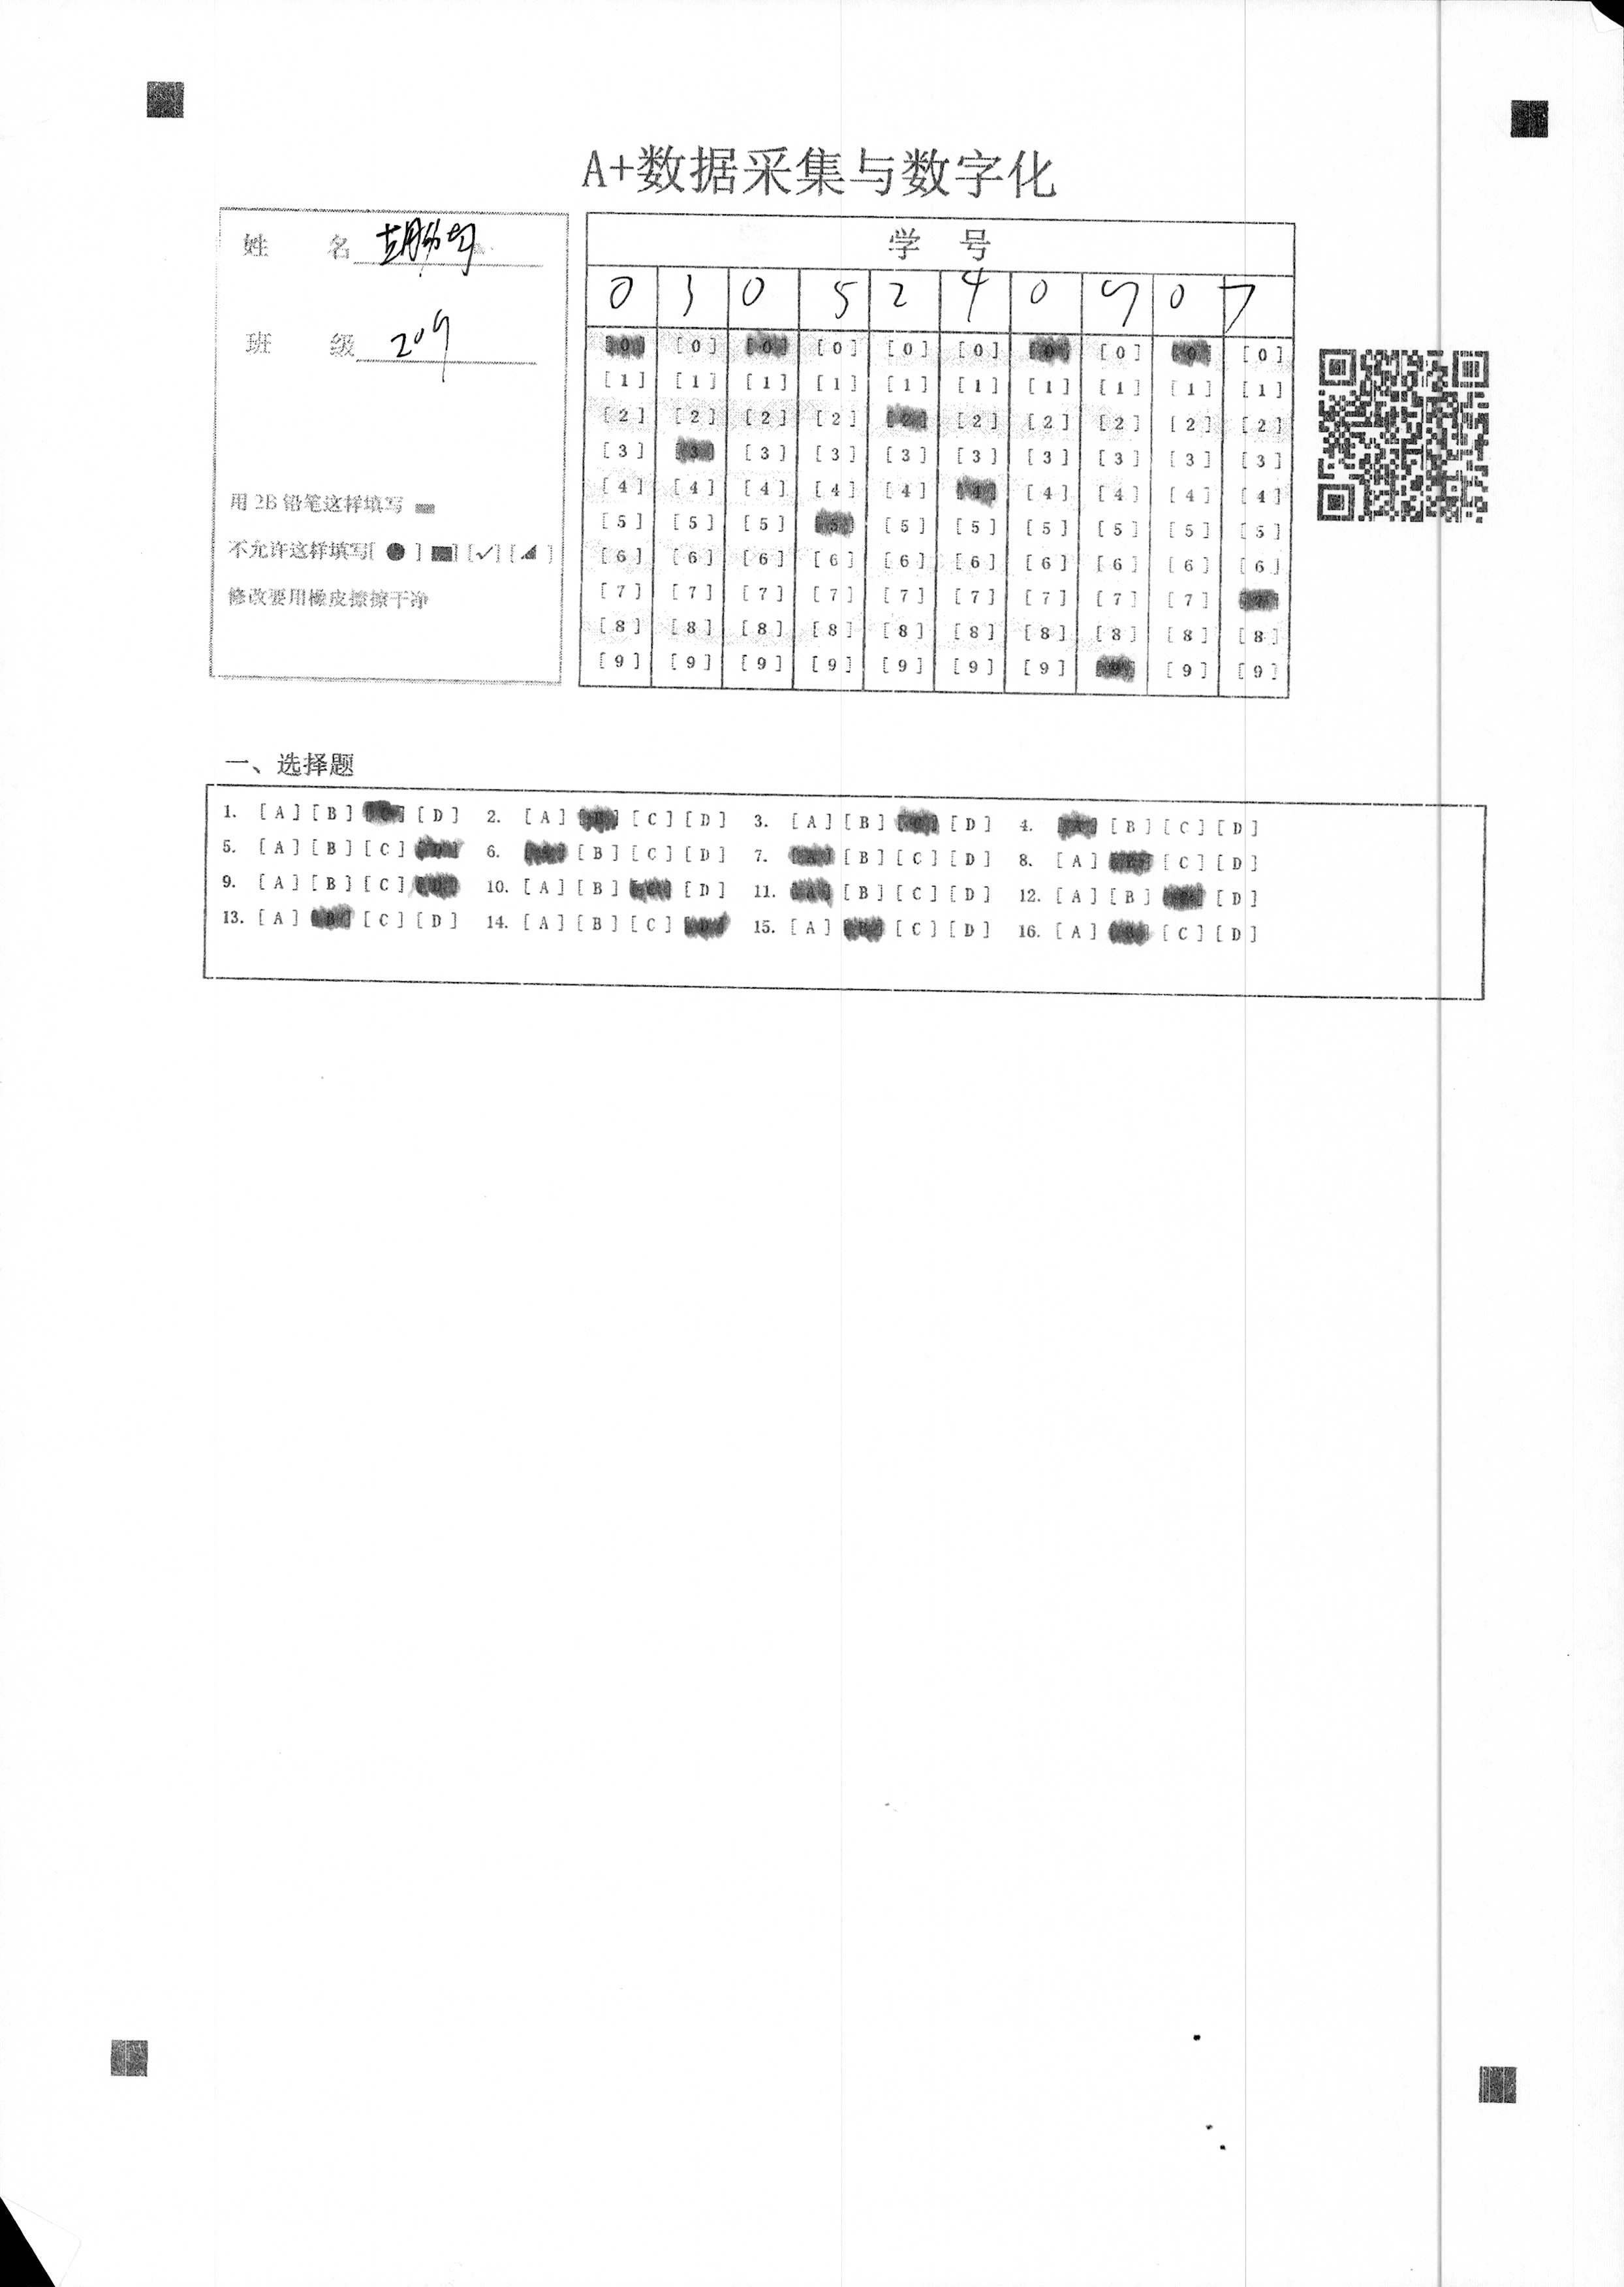 A+数据采集与数字化
姓 名
班 级 209
用 2B 铅笔这样填写
不允许这样填写[ ● ] ■] [✓] [ ◢ ]
修改要用橡皮擦擦干净
学 号
0 3 0 5 2 4 0 9 0 7
[0] [0] [0] [0] [0] [0] [0] [0] [0] [0]
[1] [1] [1] [1] [1] [1] [1] [1] [1] [1]
[2] [2] [2] [2] [2] [2] [2] [2] [2] [2]
[3] [3] [3] [3] [3] [3] [3] [3] [3] [3]
[4] [4] [4] [4] [4] [4] [4] [4] [4] [4]
[5] [5] [5] [5] [5] [5] [5] [5] [5] [5]
[6] [6] [6] [6] [6] [6] [6] [6] [6] [6]
[7] [7] [7] [7] [7] [7] [7] [7] [7] [7]
[8] [8] [8] [8] [8] [8] [8] [8] [8] [8]
[9] [9] [9] [9] [9] [9] [9] [9] [9] [9]
一、选择题
1. [A] [B] [C] [D] 2. [A] [B] [C] [D] 3. [A] [B] [C] [D] 4. [A] [B] [C] [D]
5. [A] [B] [C] [D] 6. [A] [B] [C] [D] 7. [A] [B] [C] [D] 8. [A] [B] [C] [D]
9. [A] [B] [C] [D] 10. [A] [B] [C] [D] 11. [A] [B] [C] [D] 12. [A] [B] [C] [D]
13. [A] [B] [C] [D] 14. [A] [B] [C] [D] 15. [A] [B] [C] [D] 16. [A] [B] [C] [D]